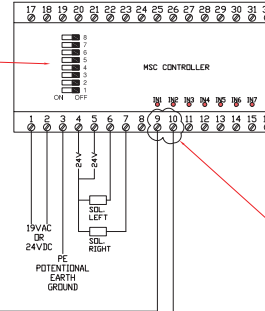 17 18 19 20 21 22 23 24 25 26 27 28 29 30 31
8
7
6
5
4
3
2
1
ON OFF
MSC CONTROLLER
IN1 IN2 IN3 IN4 IN5 IN6 IN7
1 2 3 4 5 6 7 8 9 10 11 12 13 14 15
24V 24V
SOL.
LEFT
SOL.
RIGHT
19VAC
OR
24VDC
PE
POTENTIONAL
EARTH
GROUND